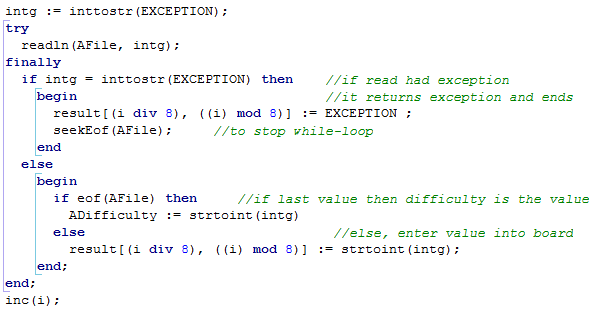 intg := inttostr(EXCEPTION);
try
  readln(AFile, intg);
finally
  if intg = inttostr(EXCEPTION) then    //if read had exception
    begin                               //it returns exception and ends
      result[(i div 8), ((i) mod 8)] := EXCEPTION ;
      seekEof(AFile);     //to stop while-loop
    end
  else
    begin
      if eof(AFile) then     //if last value then difficulty is the value
        ADifficulty := strtoint(intg)
      else                               //else, enter value into board
        result[(i div 8), ((i) mod 8)] := strtoint(intg);
    end;
end;
inc(i);